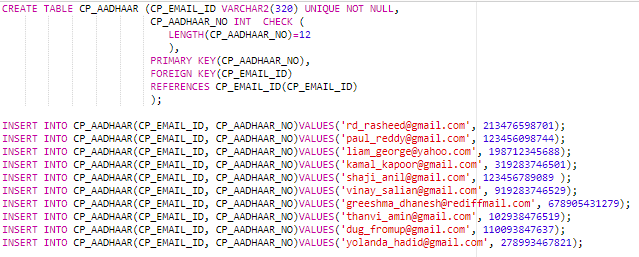 CREATE TABLE CP_AADHAAR (CP_EMAIL_ID VARCHAR2(320) UNIQUE NOT NULL,
CP_AADHAAR_NO INT CHECK (
LENGTH(CP_AADHAAR_NO)=12
),
PRIMARY KEY(CP_AADHAAR_NO),
FOREIGN KEY(CP_EMAIL_ID)
REFERENCES CP_EMAIL_ID(CP_EMAIL_ID)
);
INSERT INTO CP_AADHAAR(CP_EMAIL_ID, CP_AADHAAR_NO)VALUES('rd_rasheed@gmail.com', 213476598701);
INSERT INTO CP_AADHAAR(CP_EMAIL_ID, CP_AADHAAR_NO)VALUES('paul_reddy@gmail.com', 123456098744);
INSERT INTO CP_AADHAAR(CP_EMAIL_ID, CP_AADHAAR_NO)VALUES('liam_george@yahoo.com', 198712345688);
INSERT INTO CP_AADHAAR(CP_EMAIL_ID, CP_AADHAAR_NO)VALUES('kamal_kapoor@gmail.com', 319283746501);
INSERT INTO CP_AADHAAR(CP_EMAIL_ID, CP_AADHAAR_NO)VALUES('shaji_anil@gmail.com', 123456789089 );
INSERT INTO CP_AADHAAR(CP_EMAIL_ID, CP_AADHAAR_NO)VALUES('vinay_salian@gmail.com', 919283746529);
INSERT INTO CP_AADHAAR(CP_EMAIL_ID, CP_AADHAAR_NO)VALUES('greeshma_dhanesh@rediffmail.com', 678905431279);
INSERT INTO CP_AADHAAR(CP_EMAIL_ID, CP_AADHAAR_NO)VALUES('thanvi_amin@gmail.com', 102938476519);
INSERT INTO CP_AADHAAR(CP_EMAIL_ID, CP_AADHAAR_NO)VALUES('dug_fromup@gmail.com', 110093847637);
INSERT INTO CP_AADHAAR(CP_EMAIL_ID, CP_AADHAAR_NO)VALUES('yolanda_hadid@gmail.com', 278993467821);